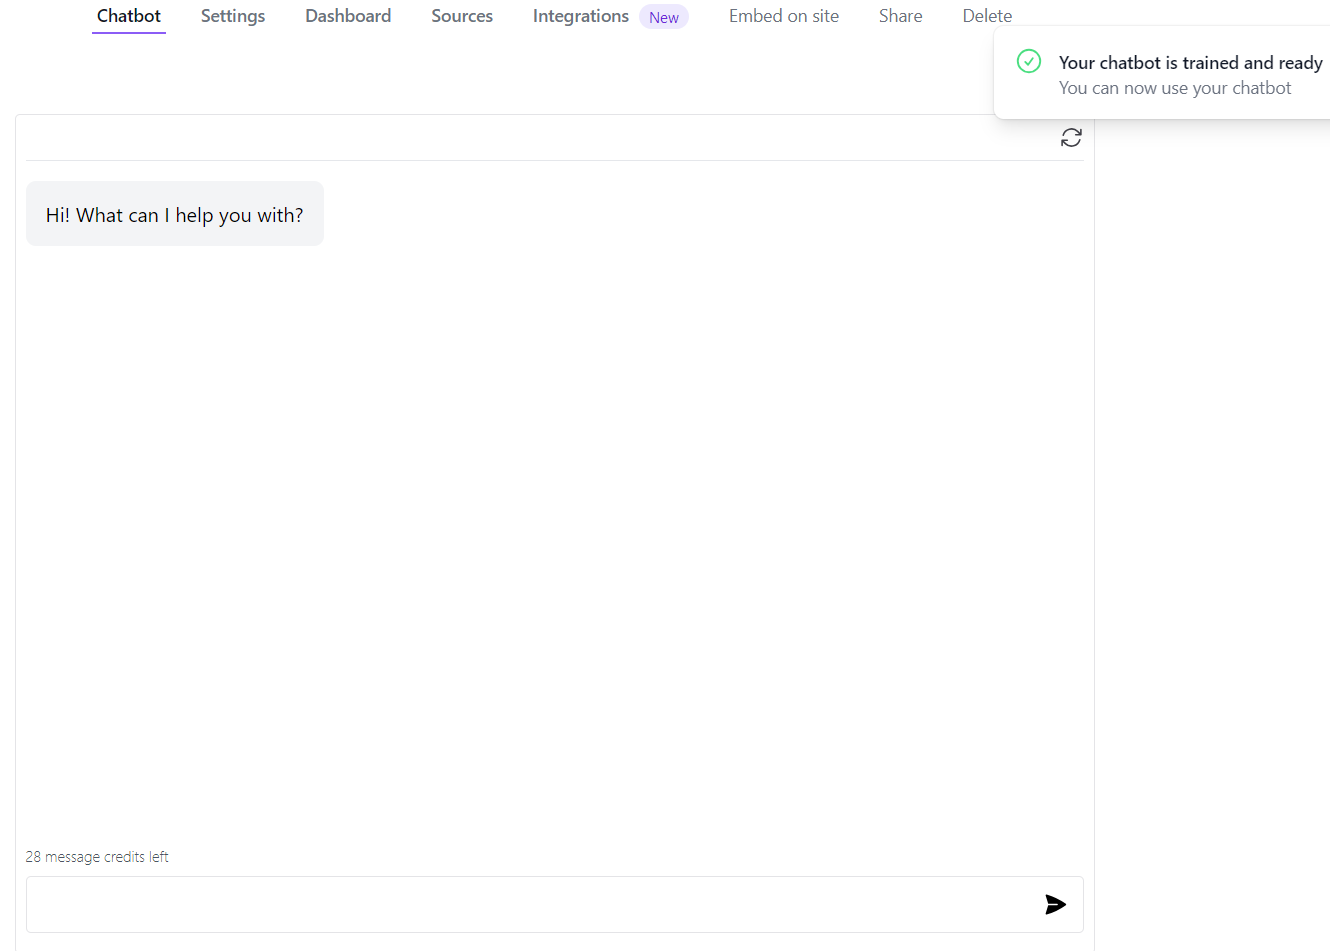 Chatbot Settings Dashboard Sources Integrations New Embed on site Share Delete
Your chatbot is trained and ready
You can now use your chatbot
Hi! What can I help you with?
28 message credits left